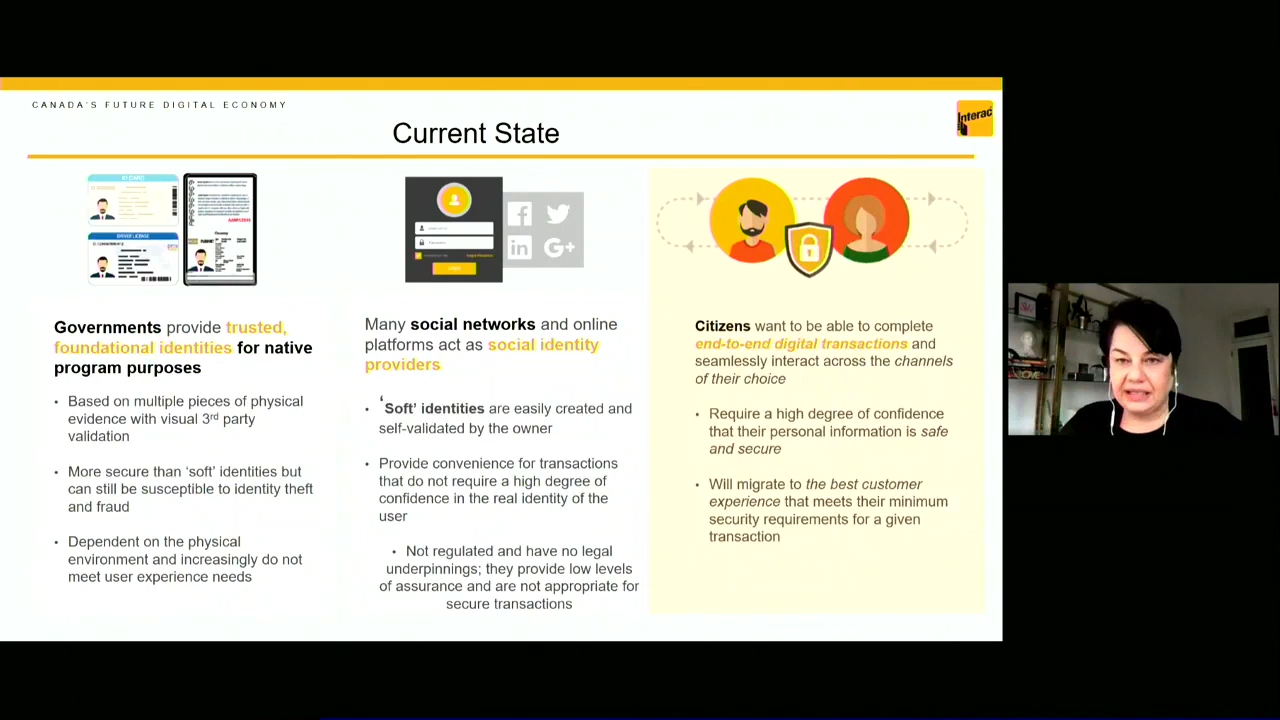 CANADA'S FUTURE DIGITAL ECONOMY
Interac
Current State
ID CARD
DRIVER LICENSE
Governments provide trusted,
foundational identities for native
program purposes
• Based on multiple pieces of physical
evidence with visual 3rd party
validation
• More secure than 'soft' identities but
can still be susceptible to identity theft
and fraud
• Dependent on the physical
environment and increasingly do not
meet user experience needs
Many social networks and online
platforms act as social identity
providers
• 'Soft' identities are easily created and
self-validated by the owner
• Provide convenience for transactions
that do not require a high degree of
confidence in the real identity of the
user
• Not regulated and have no legal
underpinnings; they provide low levels
of assurance and are not appropriate for
secure transactions
Citizens want to be able to complete
end-to-end digital transactions and
seamlessly interact across the channels
of their choice
• Require a high degree of confidence
that their personal information is safe
and secure
• Will migrate to the best customer
experience that meets their minimum
security requirements for a given
transaction